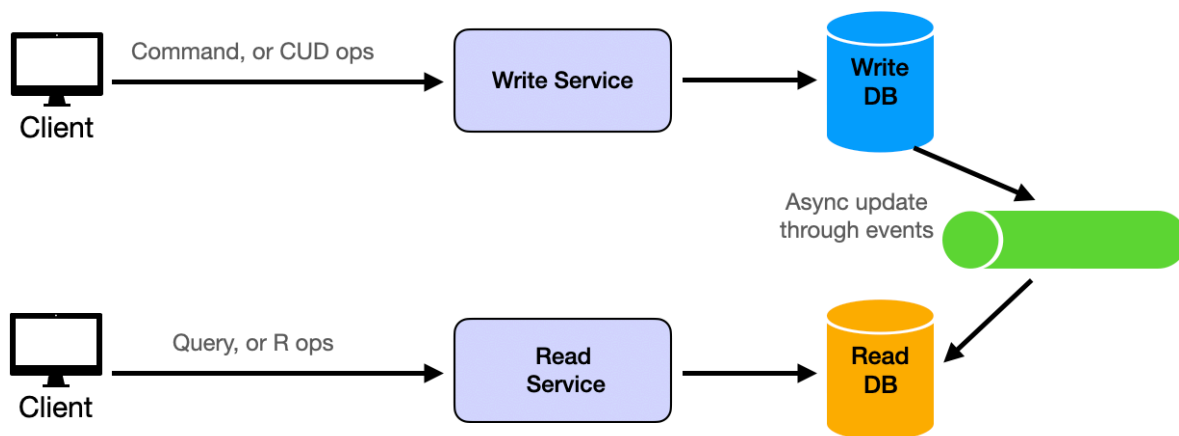 Command, or CUD ops
Client
Write Service
Write
DB
Async update
through events
Query, or R ops
Client
Read
Service
Read
DB